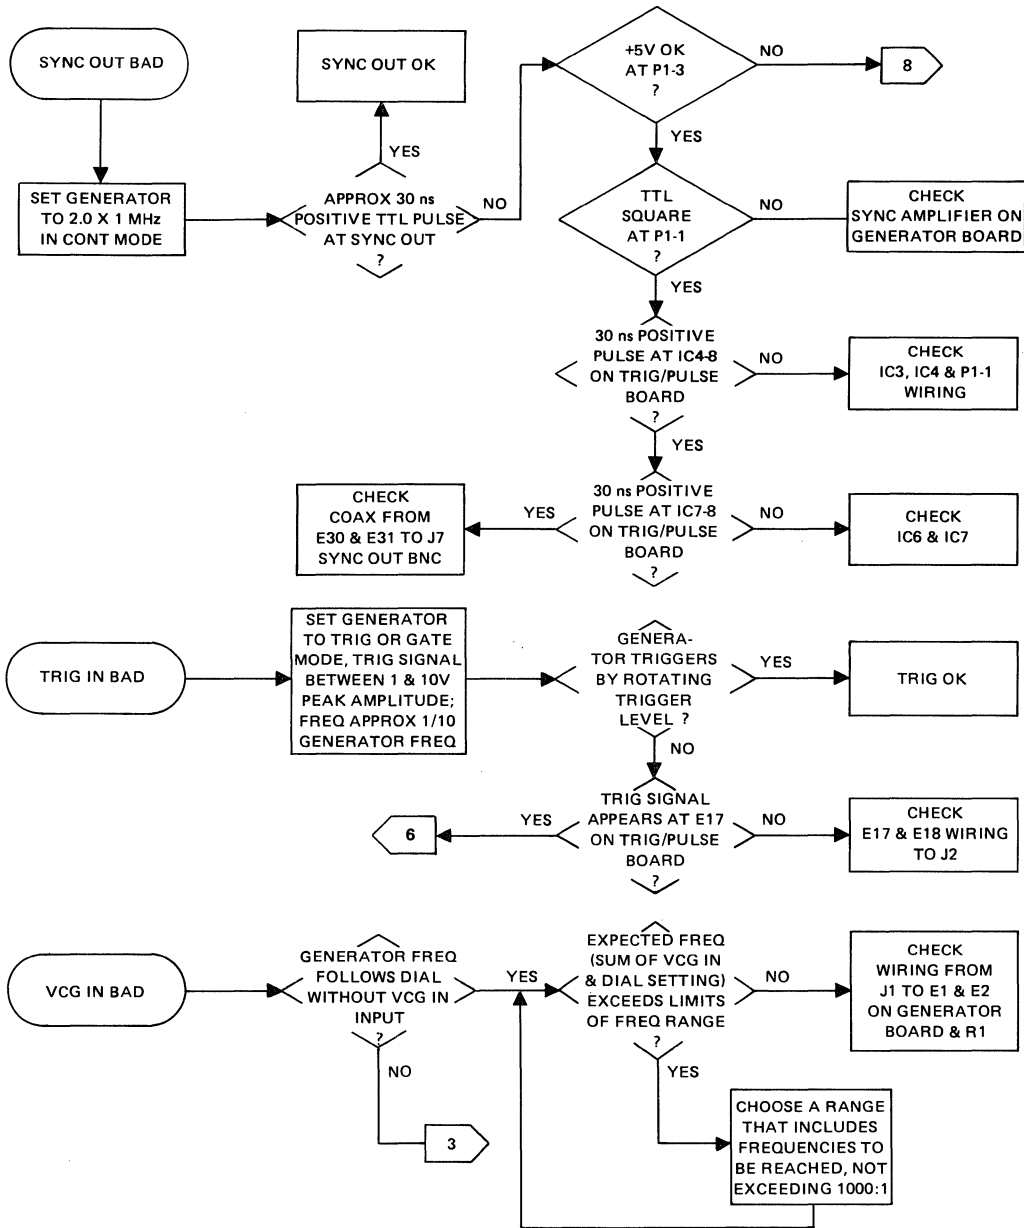 SYNC OUT BAD
SET GENERATOR
TO 2.0 X 1 MHz
IN CONT MODE
APPROX 30 ns
POSITIVE TTL PULSE
AT SYNC OUT
?
YES
SYNC OUT OK
NO
+5V OK
AT P1-3
?
NO
8
YES
TTL
SQUARE
AT P1-1
?
NO
CHECK
SYNC AMPLIFIER ON
GENERATOR BOARD
YES
30 ns POSITIVE
PULSE AT IC4-8
ON TRIG/PULSE
BOARD
?
NO
CHECK
IC3, IC4 & P1-1
WIRING
YES
30 ns POSITIVE
PULSE AT IC7-8
ON TRIG/PULSE
BOARD
?
YES
CHECK
COAX FROM
E30 & E31 TO J7
SYNC OUT BNC
NO
CHECK
IC6 & IC7
TRIG IN BAD
SET GENERATOR
TO TRIG OR GATE
MODE, TRIG SIGNAL
BETWEEN 1 & 10V
PEAK AMPLITUDE;
FREQ APPROX 1/10
GENERATOR FREQ
GENERA-
TOR TRIGGERS
BY ROTATING
TRIGGER
LEVEL ?
YES
TRIG OK
NO
TRIG SIGNAL
APPEARS AT E17
ON TRIG/PULSE
BOARD
?
YES
6
NO
CHECK
E17 & E18 WIRING
TO J2
VCG IN BAD
GENERATOR FREQ
FOLLOWS DIAL
WITHOUT VCG IN
INPUT
?
YES
NO
3
EXPECTED FREQ
(SUM OF VCG IN
& DIAL SETTING)
EXCEEDS LIMITS
OF FREQ RANGE
?
NO
CHECK
WIRING FROM
J1 TO E1 & E2
ON GENERATOR
BOARD & R1
YES
CHOOSE A RANGE
THAT INCLUDES
FREQUENCIES TO
BE REACHED, NOT
EXCEEDING 1000:1